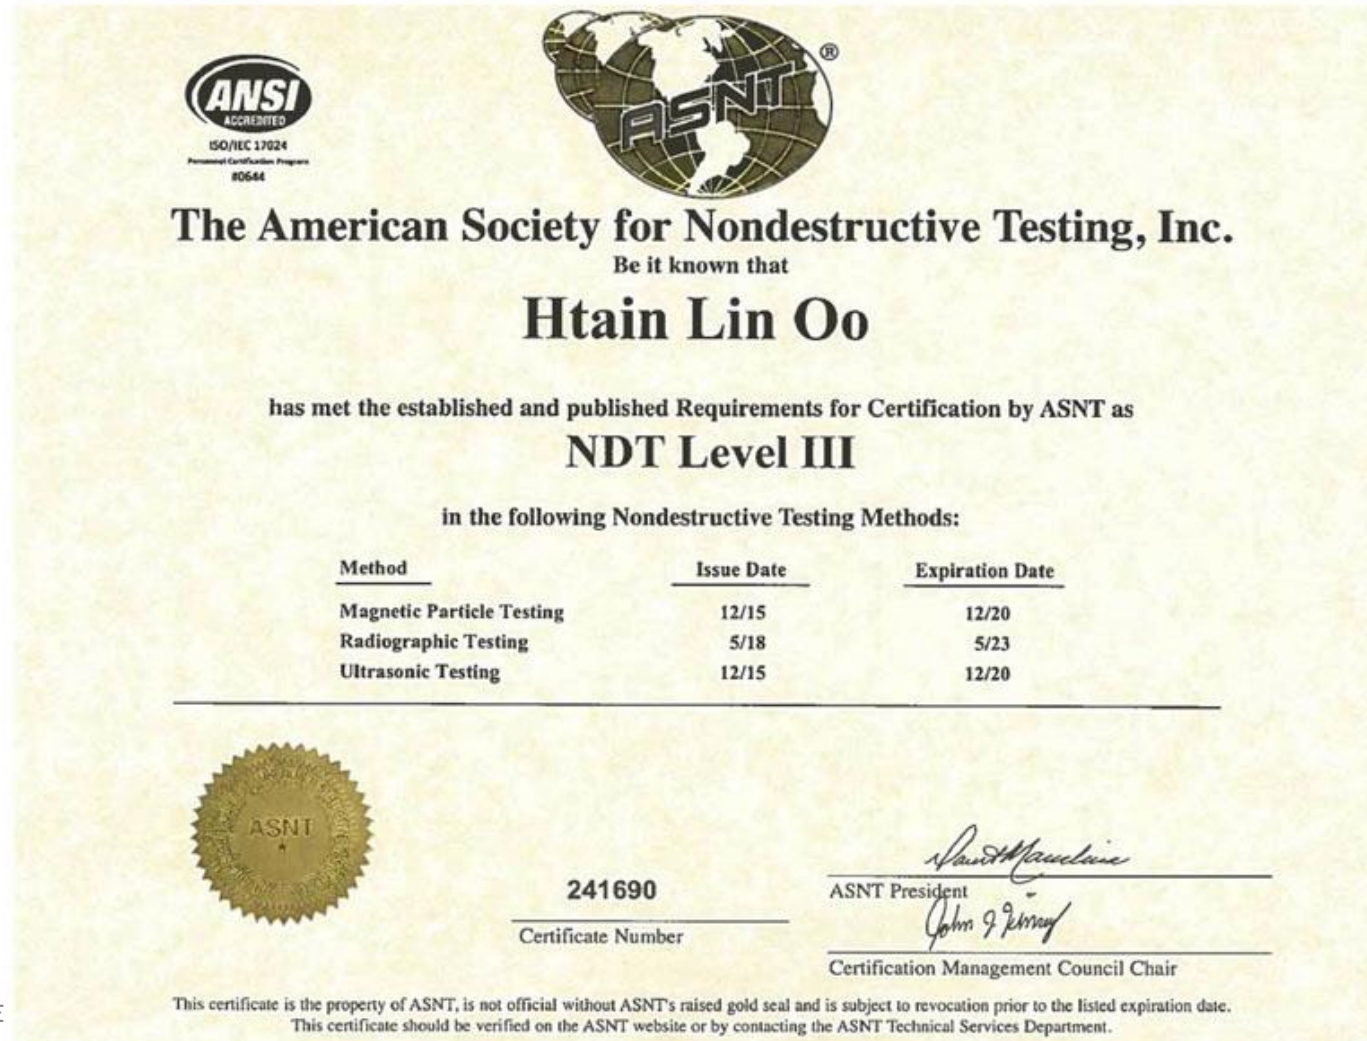 ANSI
ACCREDITED
ISO/IEC 17024
Personnel Certification Program
#0644
ASNT
®
The American Society for Nondestructive Testing, Inc.
Be it known that
Htain Lin Oo
has met the established and published Requirements for Certification by ASNT as
NDT Level III
in the following Nondestructive Testing Methods:
Method Issue Date Expiration Date
Magnetic Particle Testing 12/15 12/20
Radiographic Testing 5/18 5/23
Ultrasonic Testing 12/15 12/20
ASNT
241690
Certificate Number
ASNT President
John
Certification Management Council Chair
This certificate is the property of ASNT, is not official without ASNT's raised gold seal and is subject to revocation prior to the listed expiration date.
This certificate should be verified on the ASNT website or by contacting the ASNT Technical Services Department.